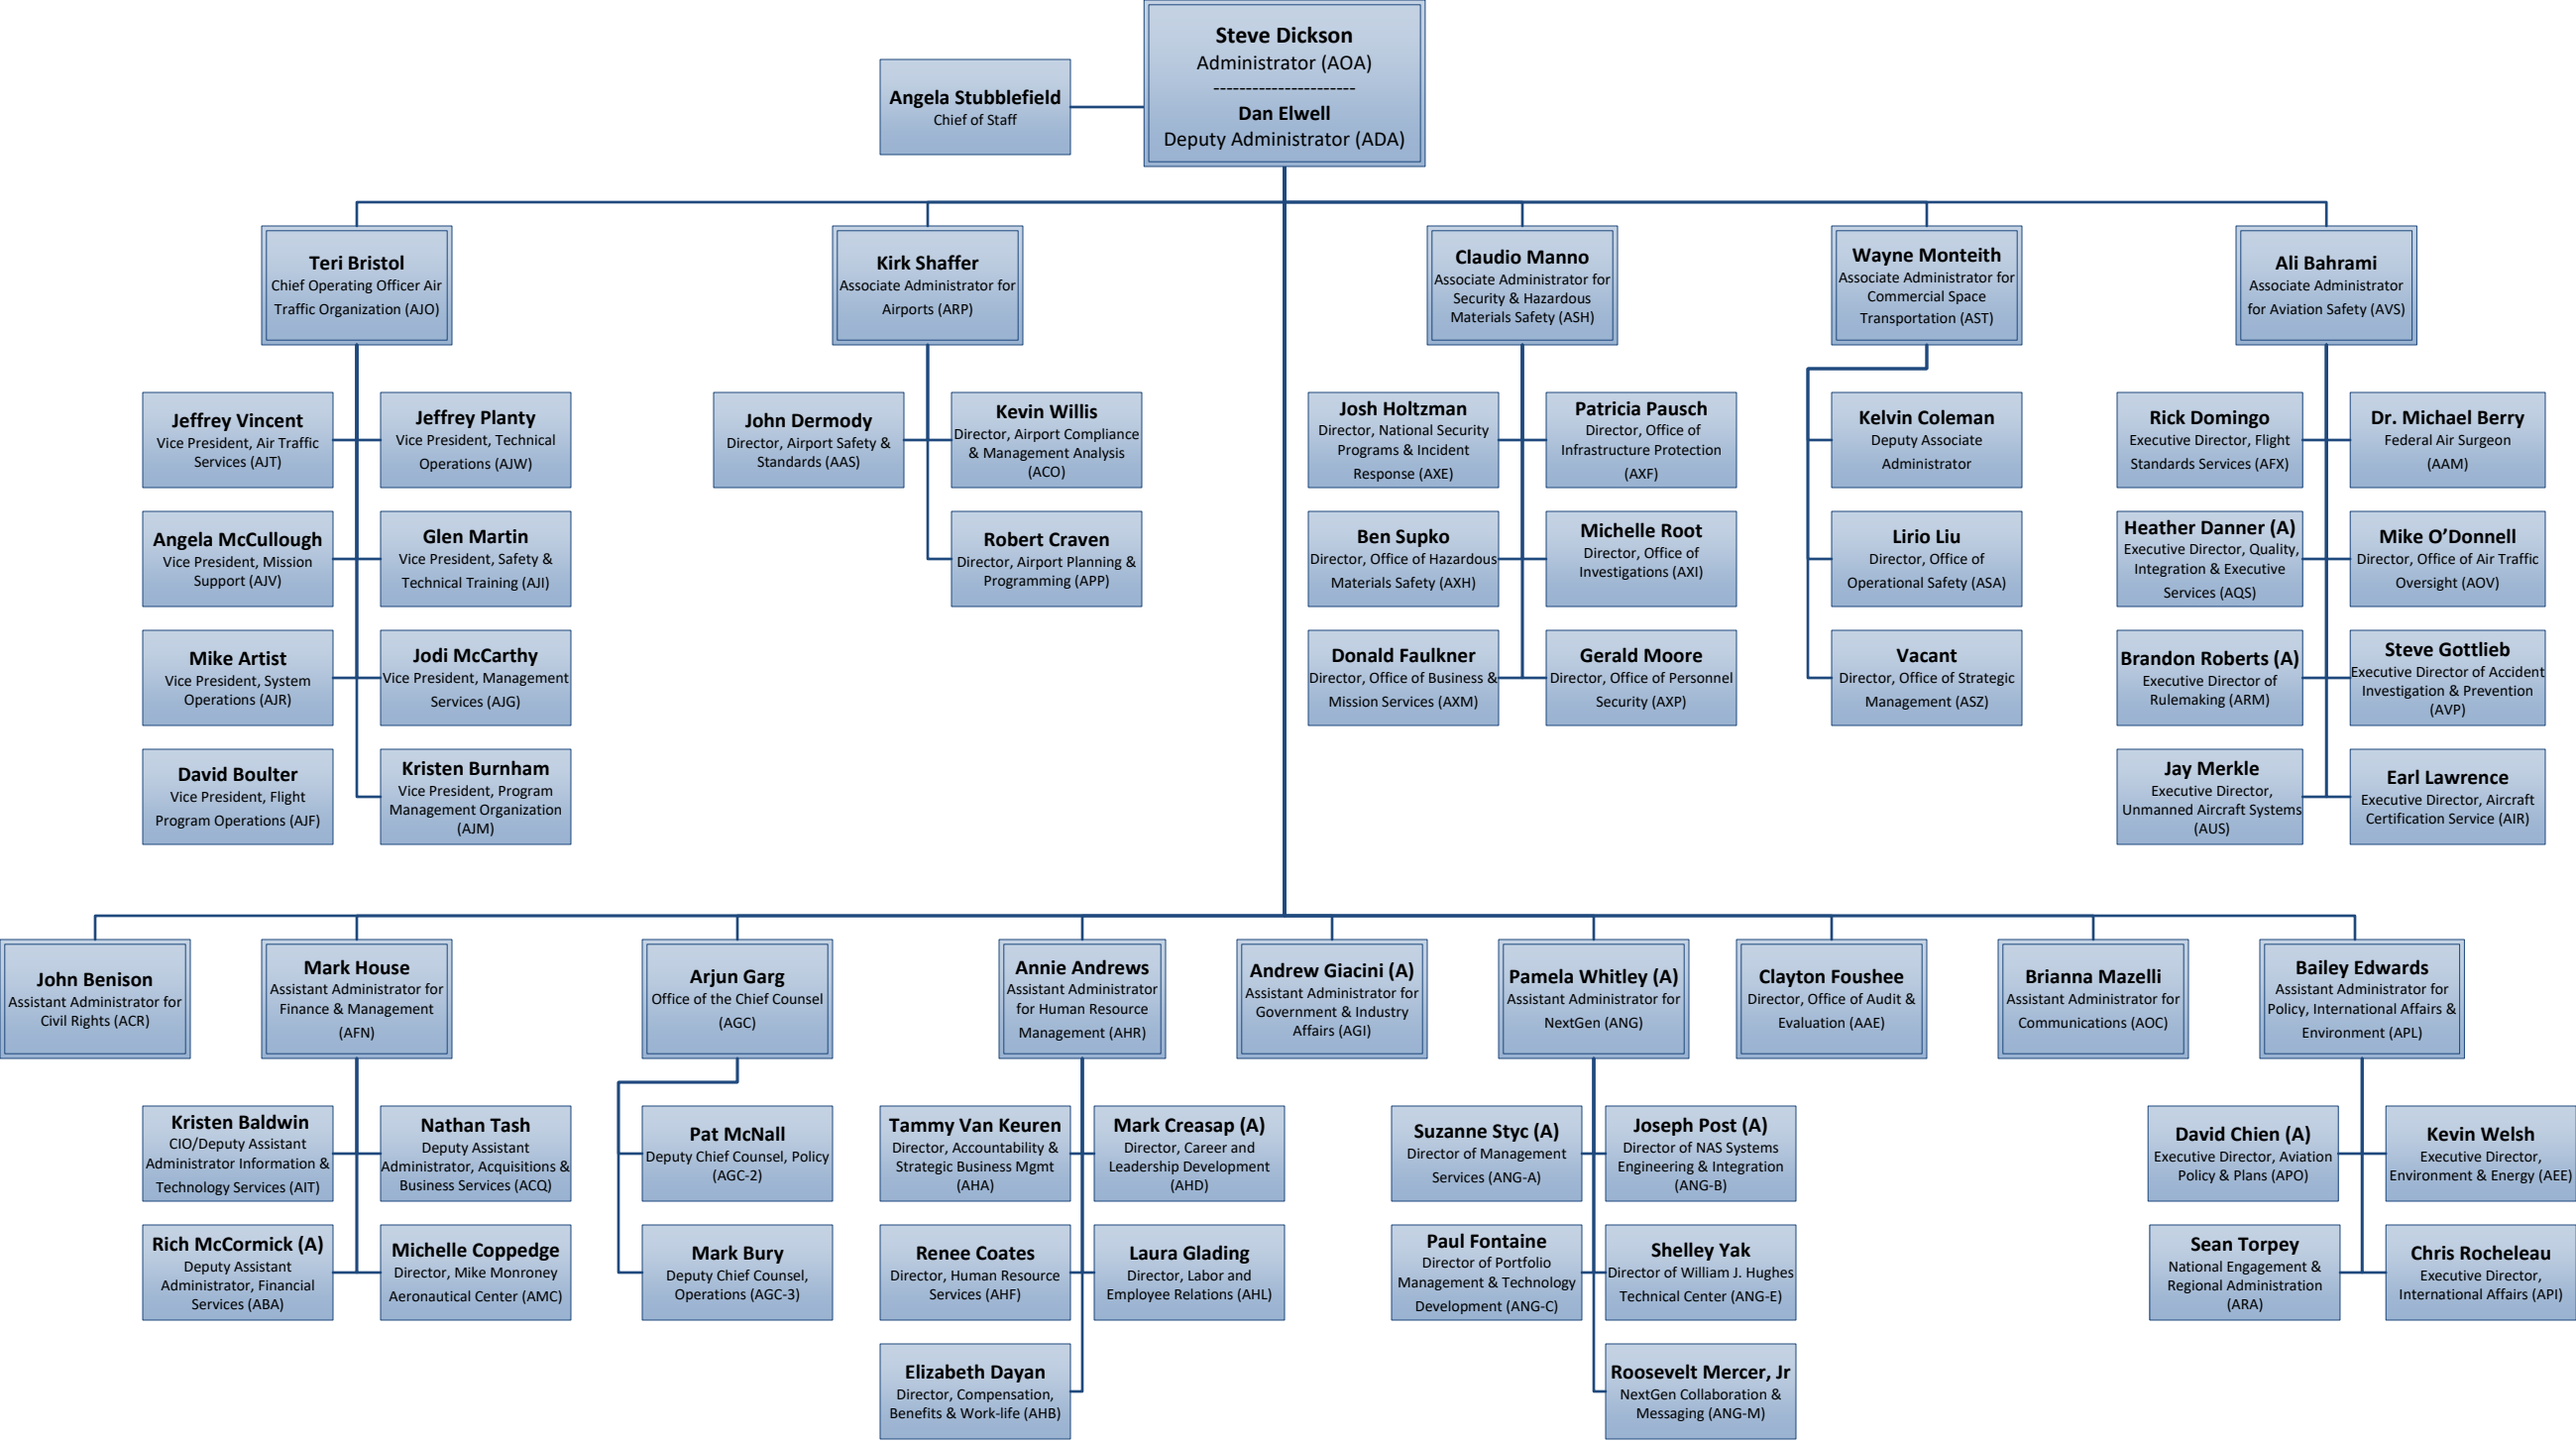 Steve Dickson
Administrator (AOA)
----------------------
Dan Elwell
Deputy Administrator (ADA)
Angela Stubblefield
Chief of Staff
Teri Bristol
Chief Operating Officer Air
Traffic Organization (AJO)
Kirk Shaffer
Associate Administrator for
Airports (ARP)
Claudio Manno
Associate Administrator for
Security & Hazardous
Materials Safety (ASH)
Wayne Monteith
Associate Administrator for
Commercial Space
Transportation (AST)
Ali Bahrami
Associate Administrator
for Aviation Safety (AVS)
Jeffrey Vincent
Vice President, Air Traffic
Services (AJT)
Jeffrey Planty
Vice President, Technical
Operations (AJW)
Angela McCullough
Vice President, Mission
Support (AJV)
Glen Martin
Vice President, Safety &
Technical Training (AJI)
Mike Artist
Vice President, System
Operations (AJR)
Jodi McCarthy
Vice President, Management
Services (AJG)
David Boulter
Vice President, Flight
Program Operations (AJF)
Kristen Burnham
Vice President, Program
Management Organization
(AJM)
John Dermody
Director, Airport Safety &
Standards (AAS)
Kevin Willis
Director, Airport Compliance
& Management Analysis
(ACO)
Robert Craven
Director, Airport Planning &
Programming (APP)
Josh Holtzman
Director, National Security
Programs & Incident
Response (AXE)
Patricia Pausch
Director, Office of
Infrastructure Protection
(AXF)
Ben Supko
Director, Office of Hazardous
Materials Safety (AXH)
Michelle Root
Director, Office of
Investigations (AXI)
Donald Faulkner
Director, Office of Business &
Mission Services (AXM)
Gerald Moore
Director, Office of Personnel
Security (AXP)
Kelvin Coleman
Deputy Associate
Administrator
Lirio Liu
Director, Office of
Operational Safety (ASA)
Vacant
Director, Office of Strategic
Management (ASZ)
Rick Domingo
Executive Director, Flight
Standards Services (AFX)
Dr. Michael Berry
Federal Air Surgeon
(AAM)
Heather Danner (A)
Executive Director, Quality,
Integration & Executive
Services (AQS)
Mike O’Donnell
Director, Office of Air Traffic
Oversight (AOV)
Brandon Roberts (A)
Executive Director of
Rulemaking (ARM)
Steve Gottlieb
Executive Director of Accident
Investigation & Prevention
(AVP)
Jay Merkle
Executive Director,
Unmanned Aircraft Systems
(AUS)
Earl Lawrence
Executive Director, Aircraft
Certification Service (AIR)
John Benison
Assistant Administrator for
Civil Rights (ACR)
Mark House
Assistant Administrator for
Finance & Management
(AFN)
Arjun Garg
Office of the Chief Counsel
(AGC)
Annie Andrews
Assistant Administrator
for Human Resource
Management (AHR)
Andrew Giacini (A)
Assistant Administrator for
Government & Industry
Affairs (AGI)
Pamela Whitley (A)
Assistant Administrator for
NextGen (ANG)
Clayton Foushee
Director, Office of Audit &
Evaluation (AAE)
Brianna Mazelli
Assistant Administrator for
Communications (AOC)
Bailey Edwards
Assistant Administrator for
Policy, International Affairs &
Environment (APL)
Kristen Baldwin
CIO/Deputy Assistant
Administrator Information &
Technology Services (AIT)
Nathan Tash
Deputy Assistant
Administrator, Acquisitions &
Business Services (ACQ)
Rich McCormick (A)
Deputy Assistant
Administrator, Financial
Services (ABA)
Michelle Coppedge
Director, Mike Monroney
Aeronautical Center (AMC)
Pat McNall
Deputy Chief Counsel, Policy
(AGC-2)
Mark Bury
Deputy Chief Counsel,
Operations (AGC-3)
Tammy Van Keuren
Director, Accountability &
Strategic Business Mgmt
(AHA)
Mark Creasap (A)
Director, Career and
Leadership Development
(AHD)
Renee Coates
Director, Human Resource
Services (AHF)
Laura Glading
Director, Labor and
Employee Relations (AHL)
Elizabeth Dayan
Director, Compensation,
Benefits & Work-life (AHB)
Suzanne Styc (A)
Director of Management
Services (ANG-A)
Joseph Post (A)
Director of NAS Systems
Engineering & Integration
(ANG-B)
Paul Fontaine
Director of Portfolio
Management & Technology
Development (ANG-C)
Shelley Yak
Director of William J. Hughes
Technical Center (ANG-E)
Roosevelt Mercer, Jr
NextGen Collaboration &
Messaging (ANG-M)
David Chien (A)
Executive Director, Aviation
Policy & Plans (APO)
Kevin Welsh
Executive Director,
Environment & Energy (AEE)
Sean Torpey
National Engagement &
Regional Administration
(ARA)
Chris Rocheleau
Executive Director,
International Affairs (API)